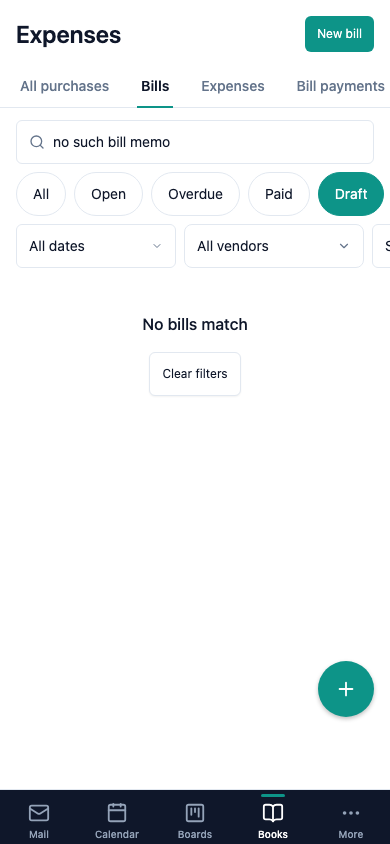 Expenses
New bill
All purchases Bills Expenses Bill payments
no such bill memo
All Open Overdue Paid Draft
All dates All vendors S
No bills match
Clear filters
Mail Calendar Boards Books More